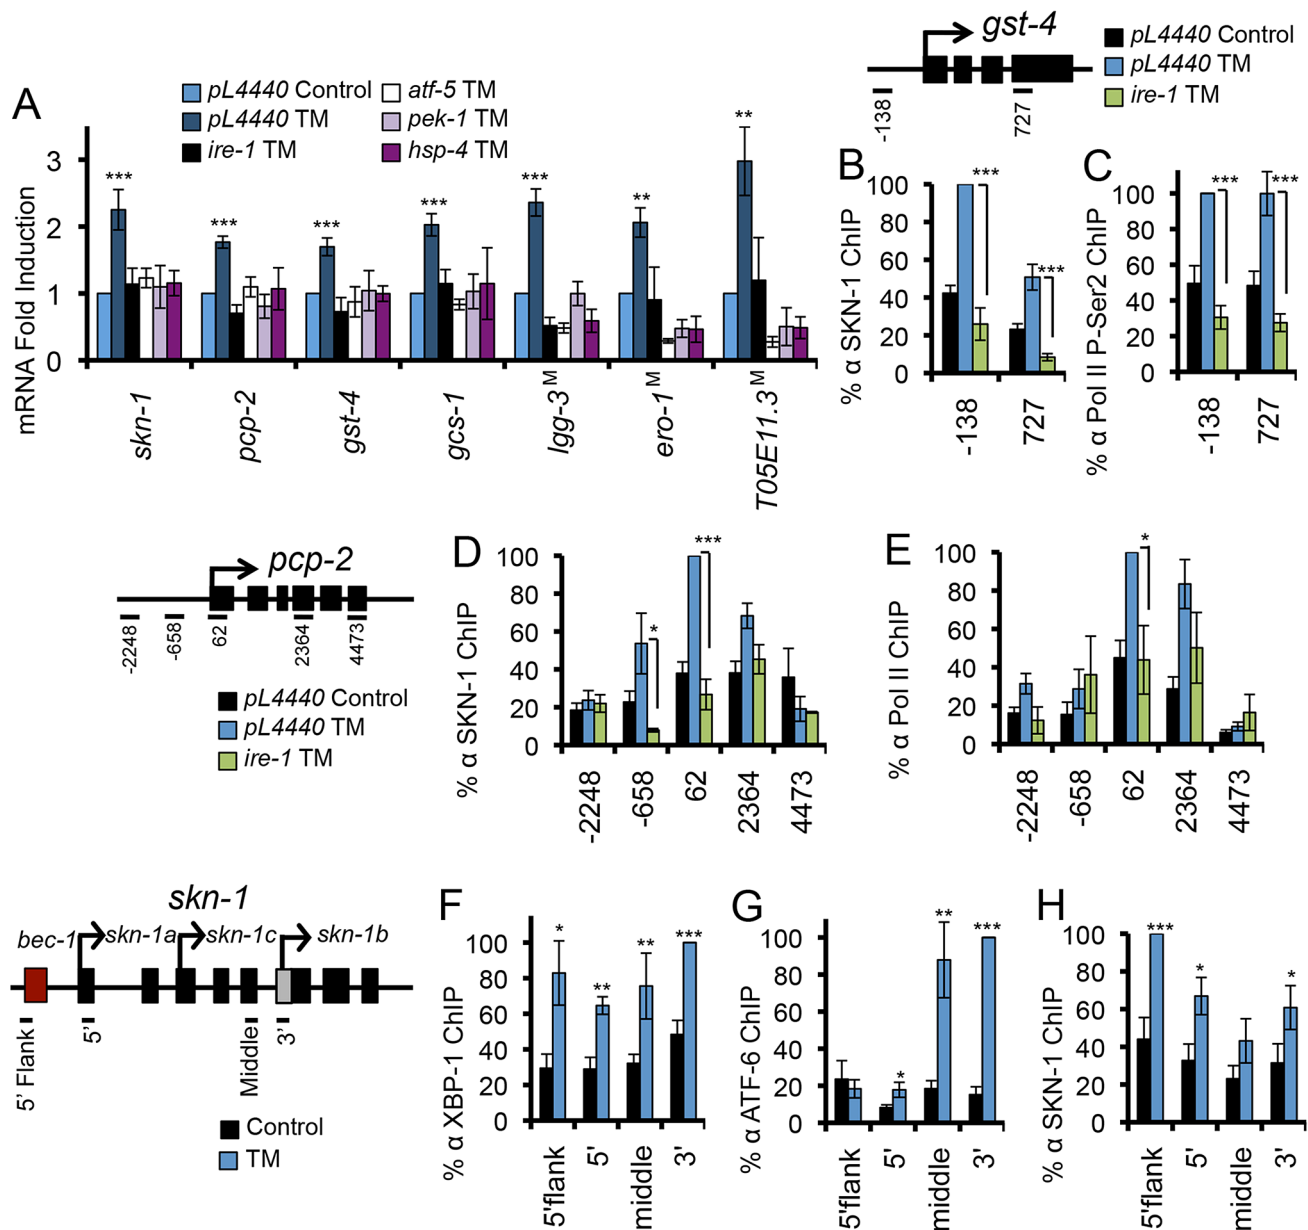 A
pL4440 Control
pL4440 TM
ire-1 TM
atf-5 TM
pek-1 TM
hsp-4 TM
mRNA Fold Induction
3
2
1
0
***
***
***
***
***
**
**
skn-1
pcp-2
gst-4
gcs-1
lgg-3 M
ero-1 M
T05E11.3 M
gst-4
-138
727
pL4440 Control
pL4440 TM
ire-1 TM
B
% α SKN-1 ChIP
100
80
60
40
20
0
***
***
-138
727
C
% α Pol II P-Ser2 ChIP
100
80
60
40
20
0
***
***
-138
727
pcp-2
-2248
-658
62
2364
4473
pL4440 Control
pL4440 TM
ire-1 TM
D
% α SKN-1 ChIP
100
80
60
40
20
0
*
***
-2248
-658
62
2364
4473
E
% α Pol II ChIP
100
80
60
40
20
0
*
-2248
-658
62
2364
4473
skn-1
bec-1
skn-1a
skn-1c
skn-1b
5' Flank
5'
Middle
3'
Control
TM
F
% α XBP-1 ChIP
100
80
60
40
20
0
*
**
**
***
5'flank
5'
middle
3'
G
% α ATF-6 ChIP
100
80
60
40
20
0
*
**
***
5'flank
5'
middle
3'
H
% α SKN-1 ChIP
100
80
60
40
20
0
***
*
*
5'flank
5'
middle
3'